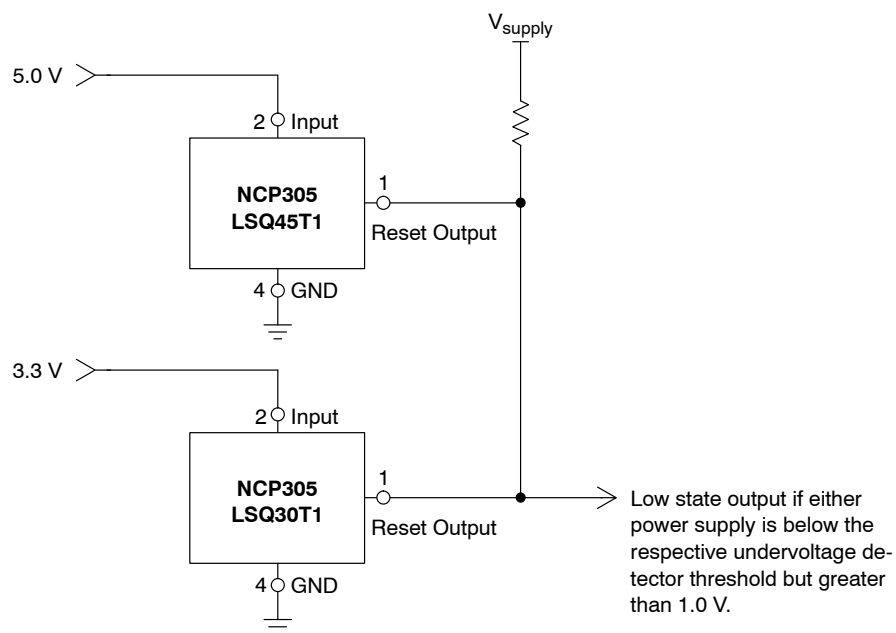 Vsupply
5.0 V
2 Input
NCP305
LSQ45T1
1
Reset Output
4 GND
3.3 V
2 Input
NCP305
LSQ30T1
1
Reset Output
4 GND
Low state output if either
power supply is below the
respective undervoltage de-
tector threshold but greater
than 1.0 V.